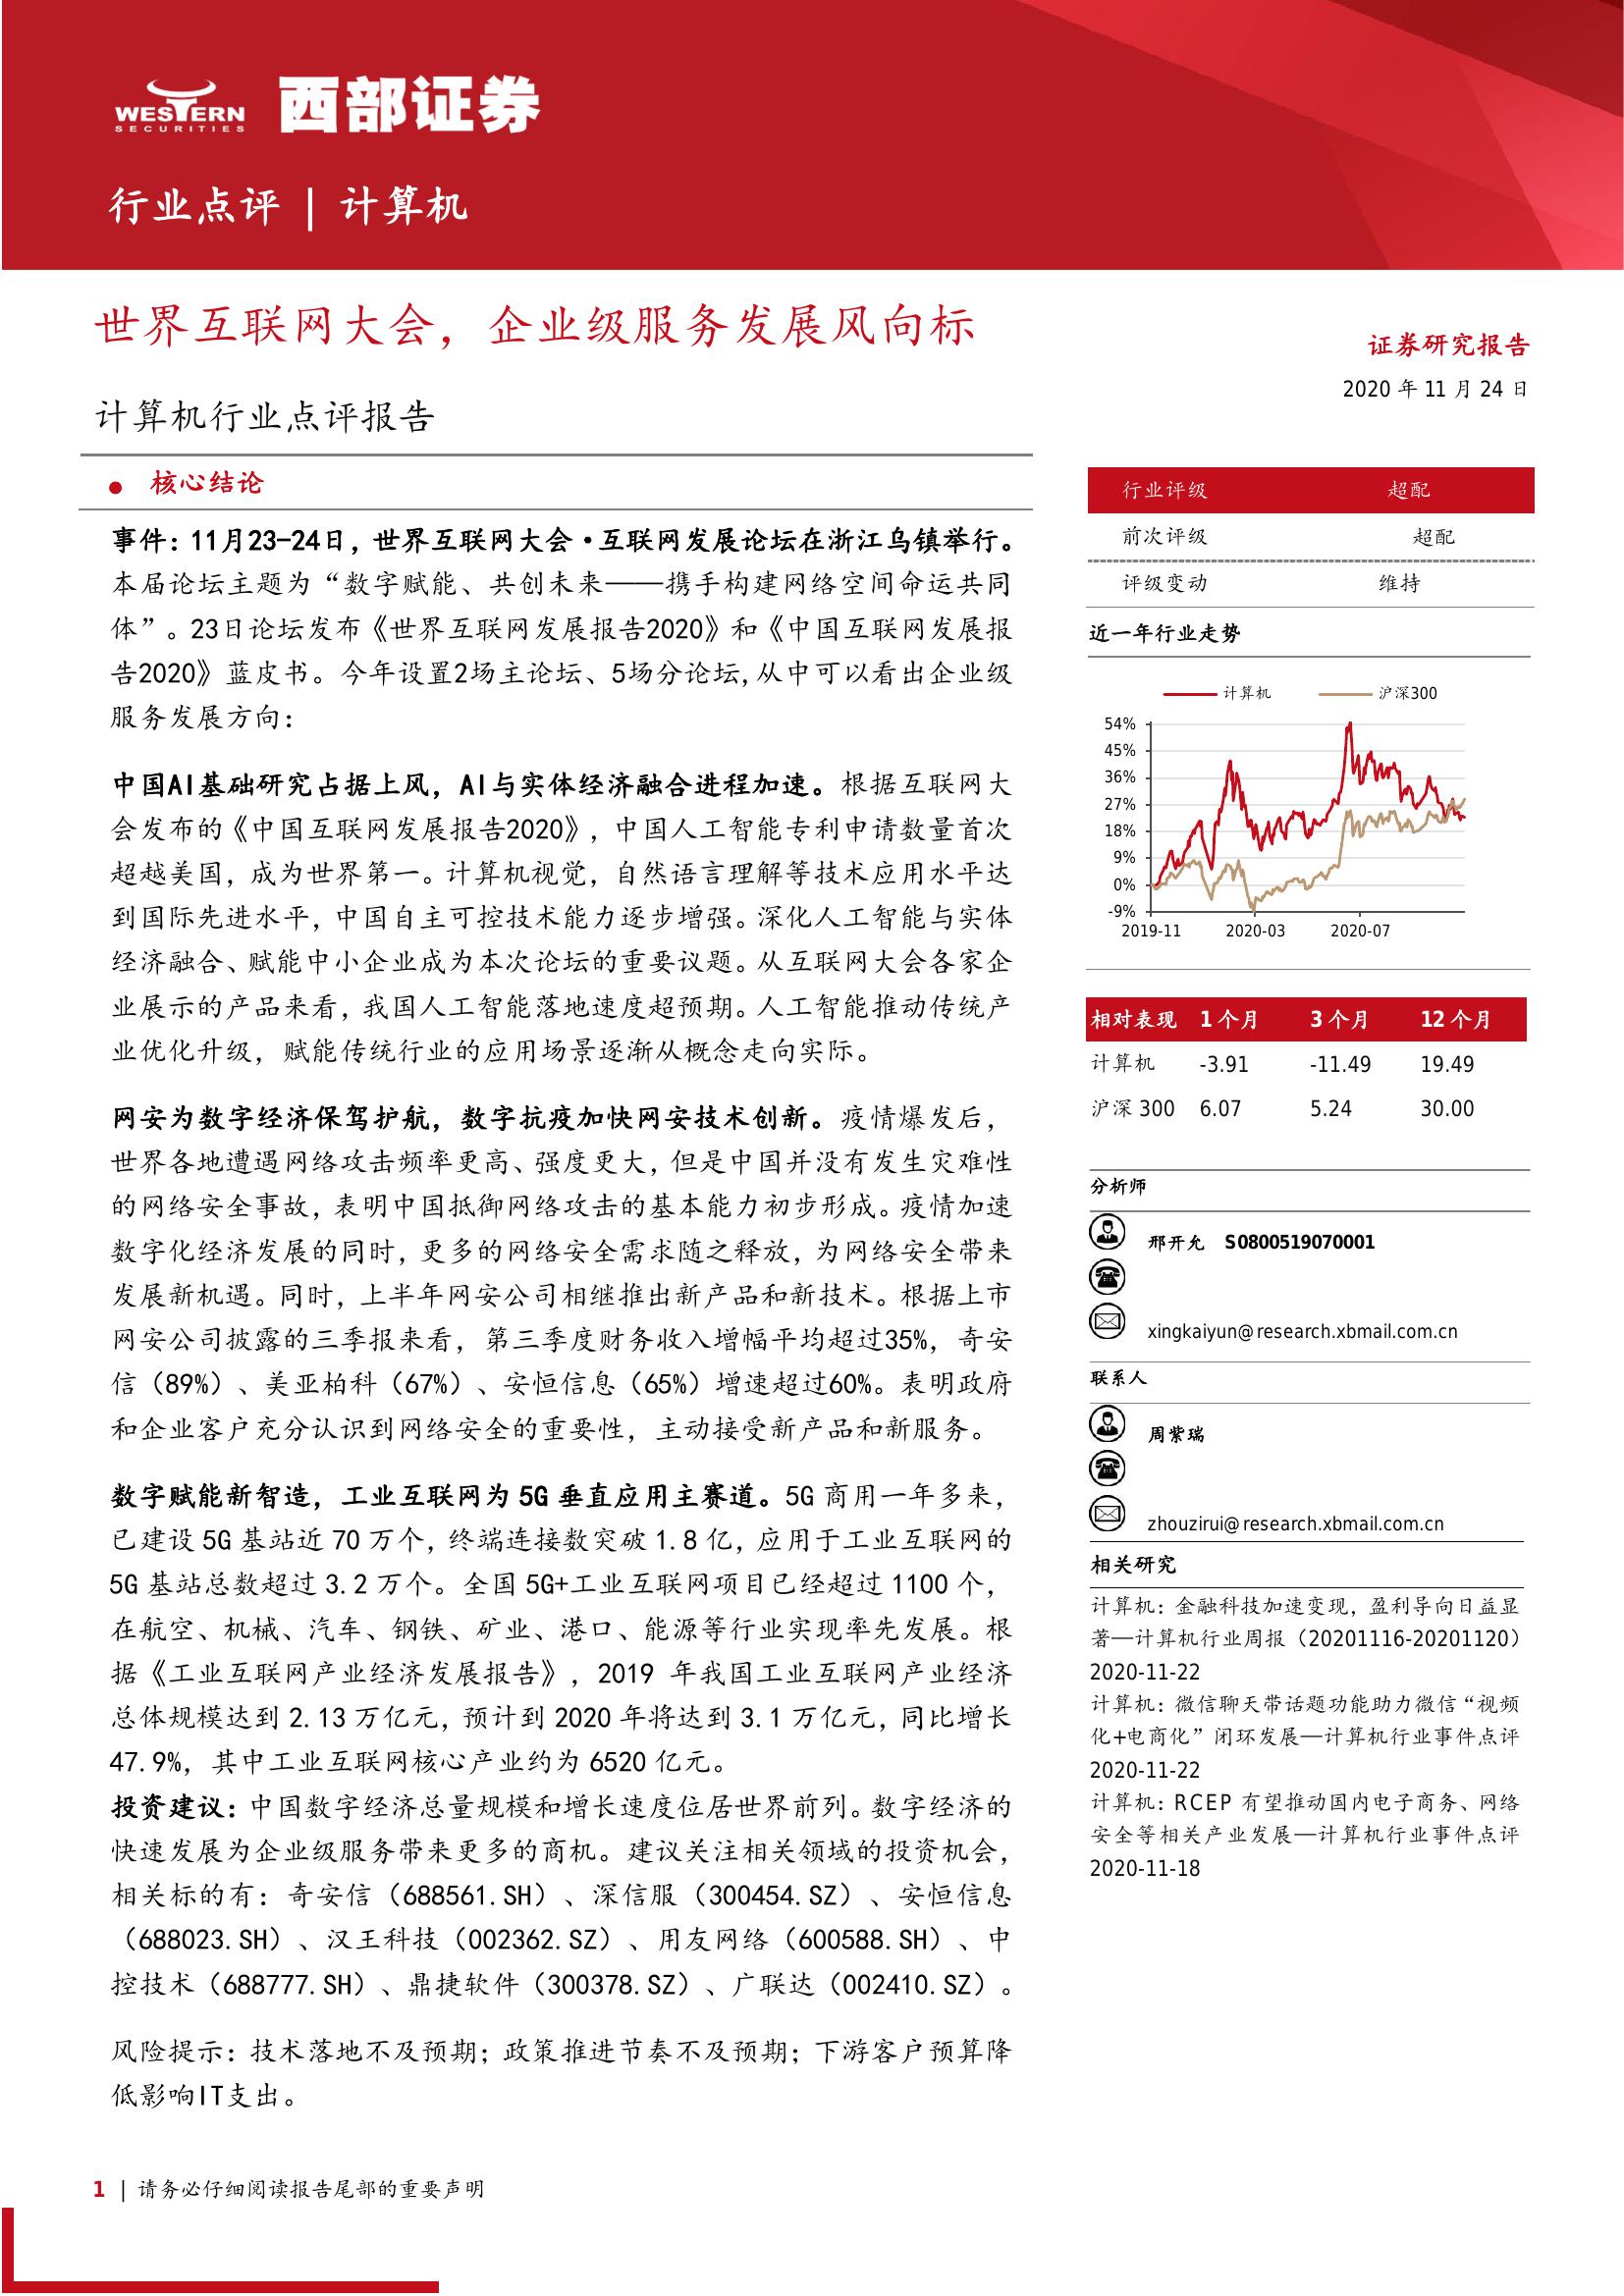 WESTERN
SECURITIES
西部证券
行业点评 | 计算机
世界互联网大会，企业级服务发展风向标
计算机行业点评报告
● 核心结论
事件：11月23-24日，世界互联网大会·互联网发展论坛在浙江乌镇举行。
本届论坛主题为“数字赋能、共创未来——携手构建网络空间命运共同
体”。23日论坛发布《世界互联网发展报告2020》和《中国互联网发展报
告2020》蓝皮书。今年设置2场主论坛、5场分论坛,从中可以看出企业级
服务发展方向：
中国AI基础研究占据上风，AI与实体经济融合进程加速。根据互联网大
会发布的《中国互联网发展报告2020》，中国人工智能专利申请数量首次
超越美国，成为世界第一。计算机视觉，自然语言理解等技术应用水平达
到国际先进水平，中国自主可控技术能力逐步增强。深化人工智能与实体
经济融合、赋能中小企业成为本次论坛的重要议题。从互联网大会各家企
业展示的产品来看，我国人工智能落地速度超预期。人工智能推动传统产
业优化升级，赋能传统行业的应用场景逐渐从概念走向实际。
网安为数字经济保驾护航，数字抗疫加快网安技术创新。疫情爆发后，
世界各地遭遇网络攻击频率更高、强度更大，但是中国并没有发生灾难性
的网络安全事故，表明中国抵御网络攻击的基本能力初步形成。疫情加速
数字化经济发展的同时，更多的网络安全需求随之释放，为网络安全带来
发展新机遇。同时，上半年网安公司相继推出新产品和新技术。根据上市
网安公司披露的三季报来看，第三季度财务收入增幅平均超过35%，奇安
信（89%）、美亚柏科（67%）、安恒信息（65%）增速超过60%。表明政府
和企业客户充分认识到网络安全的重要性，主动接受新产品和新服务。
数字赋能新智造，工业互联网为 5G 垂直应用主赛道。5G 商用一年多来，
已建设 5G 基站近 70 万个，终端连接数突破 1.8 亿，应用于工业互联网的
5G 基站总数超过 3.2 万个。全国 5G+工业互联网项目已经超过 1100 个，
在航空、机械、汽车、钢铁、矿业、港口、能源等行业实现率先发展。根
据《工业互联网产业经济发展报告》，2019 年我国工业互联网产业经济
总体规模达到 2.13 万亿元，预计到 2020 年将达到 3.1 万亿元，同比增长
47.9%，其中工业互联网核心产业约为 6520 亿元。
投资建议：中国数字经济总量规模和增长速度位居世界前列。数字经济的
快速发展为企业级服务带来更多的商机。建议关注相关领域的投资机会，
相关标的有：奇安信（688561.SH）、深信服（300454.SZ）、安恒信息
（688023.SH）、汉王科技（002362.SZ）、用友网络（600588.SH）、中
控技术（688777.SH）、鼎捷软件（300378.SZ）、广联达（002410.SZ）。
风险提示：技术落地不及预期；政策推进节奏不及预期；下游客户预算降
低影响IT支出。
证券研究报告
2020 年 11 月 24 日
行业评级 超配
前次评级 超配
评级变动 维持
近一年行业走势
计算机 沪深300
54%
45%
36%
27%
18%
9%
0%
-9%
2019-11 2020-03 2020-07
相对表现 1 个月 3 个月 12 个月
计算机 -3.91 -11.49 19.49
沪深 300 6.07 5.24 30.00
分析师
邢开允 S0800519070001
xingkaiyun@research.xbmail.com.cn
联系人
周紫瑞
zhouzirui@research.xbmail.com.cn
相关研究
计算机：金融科技加速变现，盈利导向日益显
著—计算机行业周报（20201116-20201120）
2020-11-22
计算机：微信聊天带话题功能助力微信“视频
化+电商化”闭环发展—计算机行业事件点评
2020-11-22
计算机：RCEP 有望推动国内电子商务、网络
安全等相关产业发展—计算机行业事件点评
2020-11-18
1 | 请务必仔细阅读报告尾部的重要声明